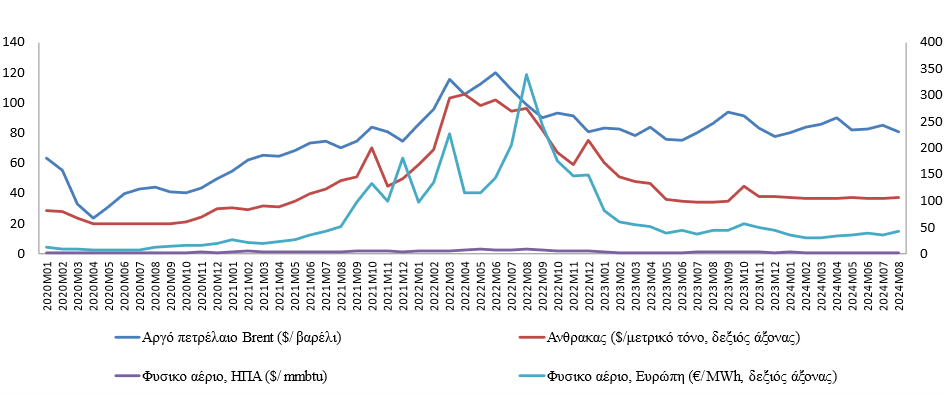 140
120
100
80
60
40
20
0
400
350
300
250
200
150
100
50
0
2020M01
2020M02
2020M03
2020M04
2020M05
2020M06
2020M07
2020M08
2020M09
2020M10
2020M11
2020M12
2021M01
2021M02
2021M03
2021M04
2021M05
2021M06
2021M07
2021M08
2021M09
2021M10
2021M11
2021M12
2022M01
2022M02
2022M03
2022M04
2022M05
2022M06
2022M07
2022M08
2022M09
2022M10
2022M11
2022M12
2023M01
2023M02
2023M03
2023M04
2023M05
2023M06
2023M07
2023M08
2023M09
2023M10
2023M11
2023M12
2024M01
2024M02
2024M03
2024M04
2024M05
2024M06
2024M07
2024M08
Αργό πετρέλαιο Brent ($/ βαρέλι)
Ανθρακας ($/μετρικό τόνο, δεξιός άξονας)
Φυσικο αέριο, ΗΠΑ ($/ mmbtu)
Φυσικο αέριο, Ευρώπη (€/ MWh, δεξιός άξονας)